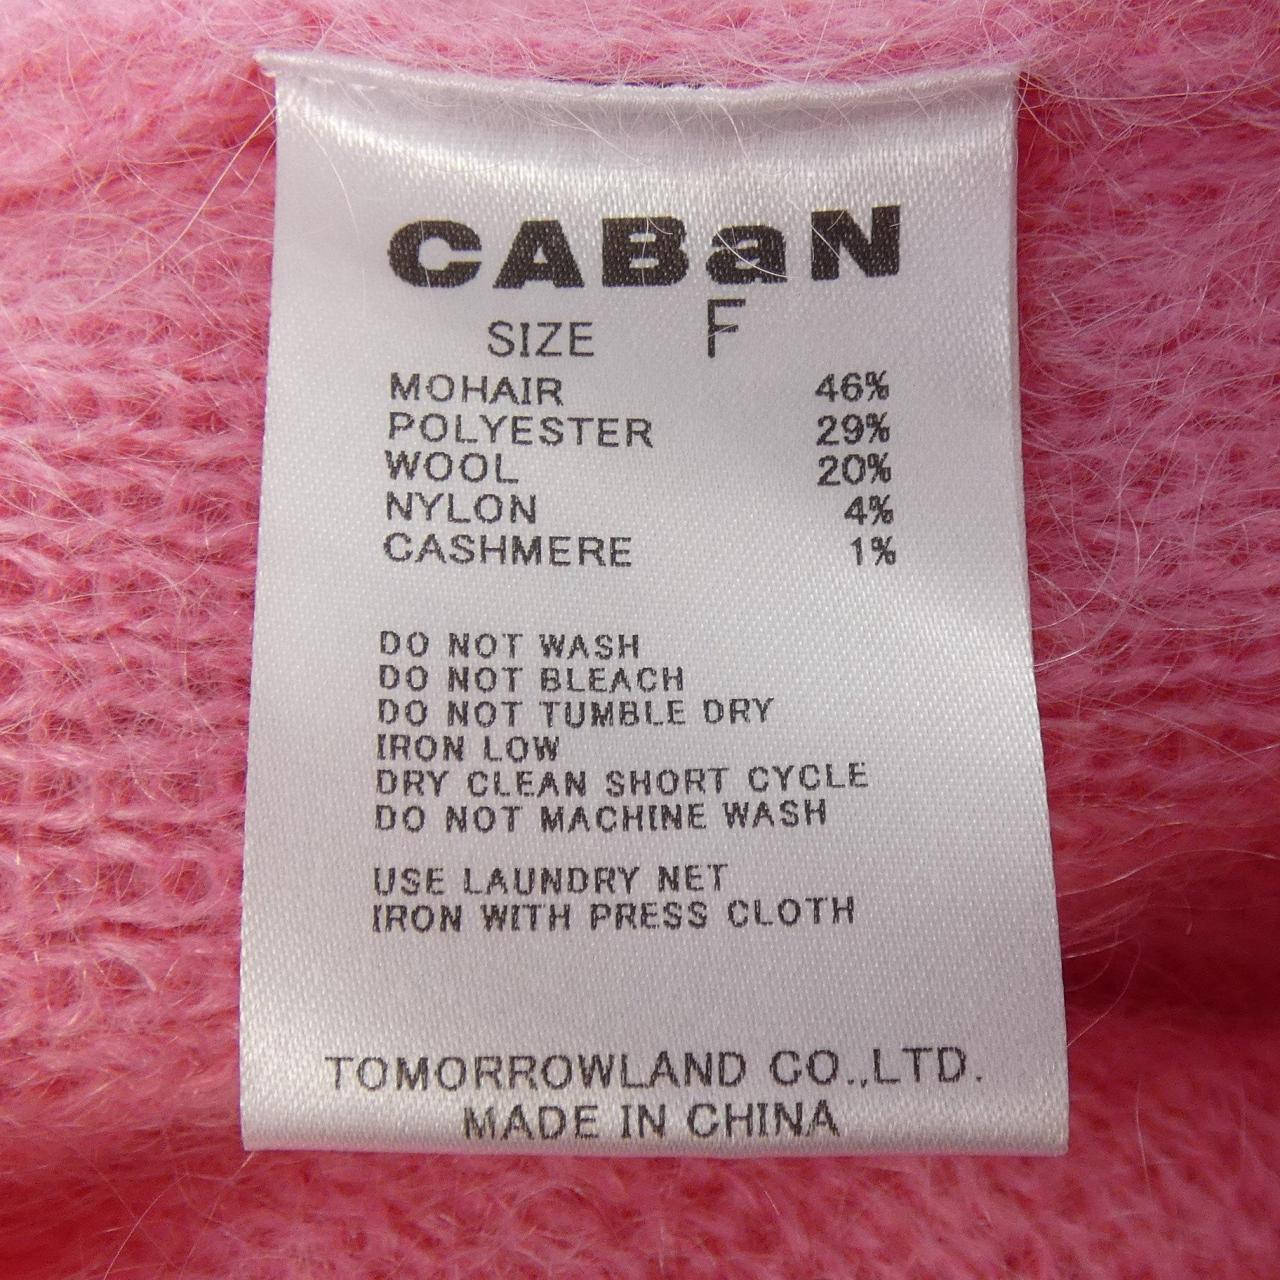 CABaN
SIZE F
MOHAIR 46%
POLYESTER 29%
WOOL 20%
NYLON 4%
CASHMERE 1%
DO NOT WASH
DO NOT BLEACH
DO NOT TUMBLE DRY
IRON LOW
DRY CLEAN SHORT CYCLE
DO NOT MACHINE WASH
USE LAUNDRY NET
IRON WITH PRESS CLOTH
TOMORROWLAND CO.,LTD.
MADE IN CHINA